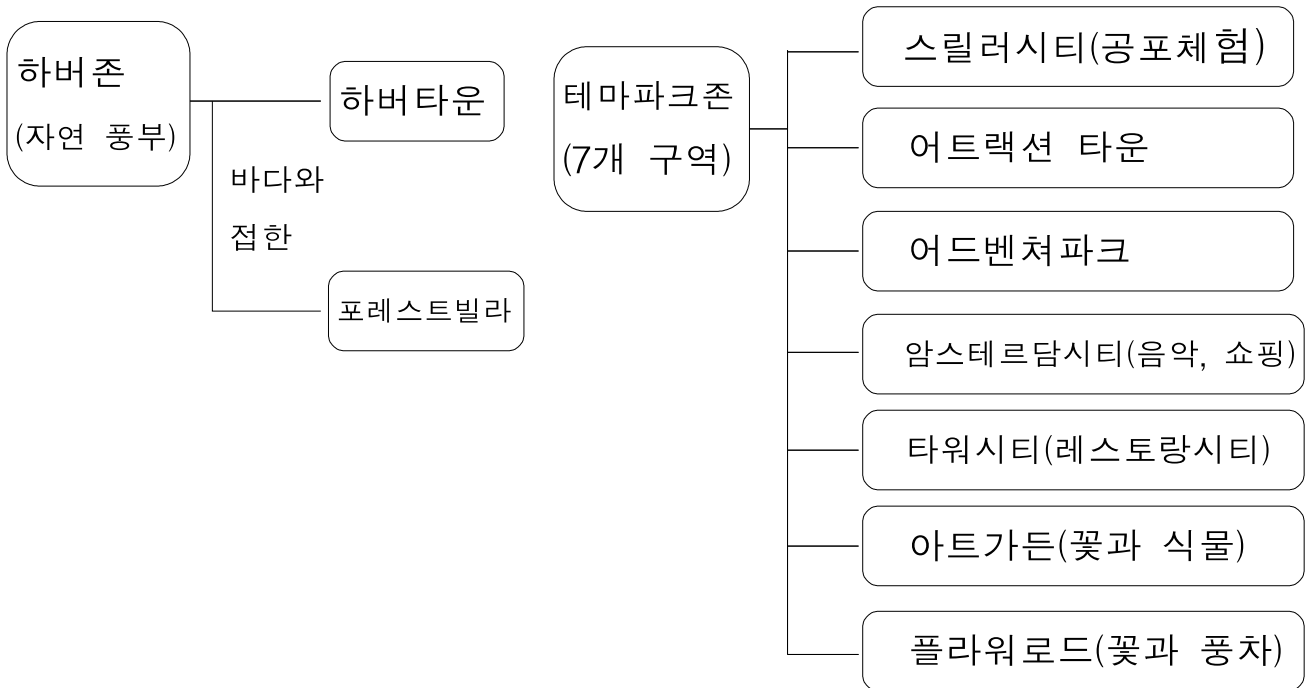 하버존
(자연 풍부)
하버타운
바다와
접한
포레스트빌라
테마파크존
(7개 구역)
스릴러시티(공포체험)
어트랙션 타운
어드벤쳐파크
암스테르담시티(음악, 쇼핑)
타워시티(레스토랑시티)
아트가든(꽃과 식물)
플라워로드(꽃과 풍차)